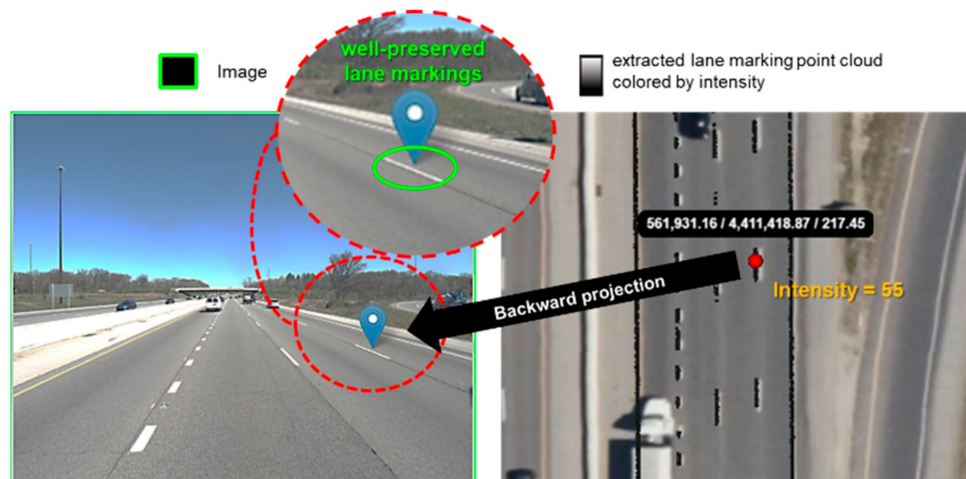 Image
well-preserved
lane markings
extracted lane marking point cloud
colored by intensity
561,931.16 / 4,411,418.87 / 217.45
Backward projection
Intensity = 55